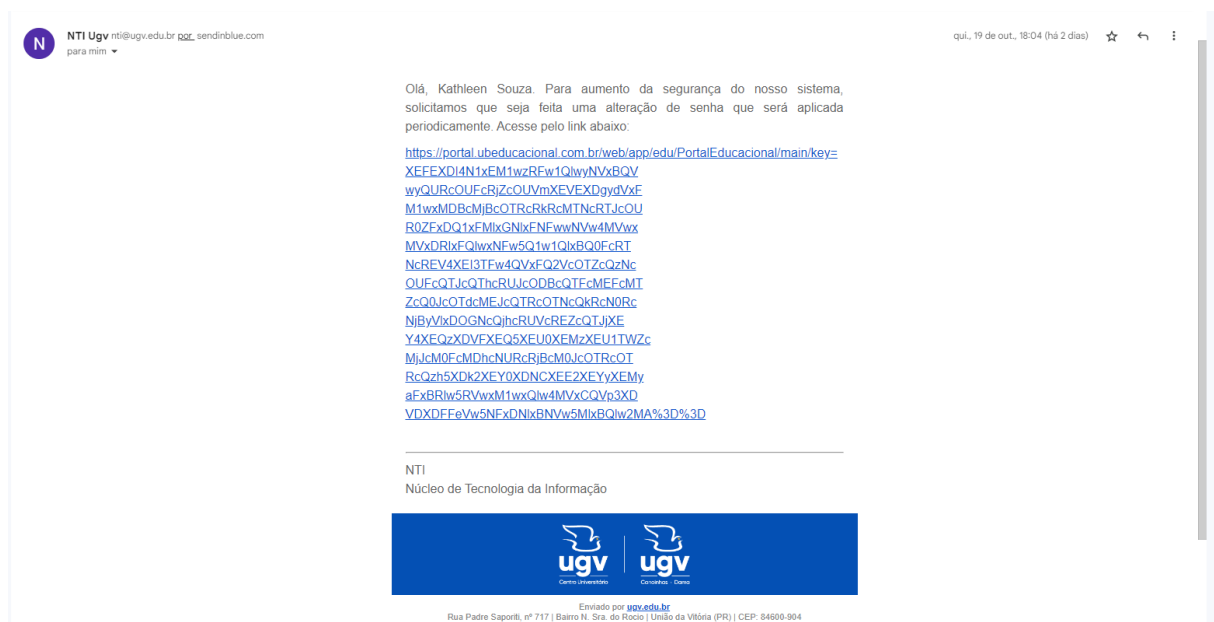 N
NTI Ugv nti@ugv.edu.br por sendinblue.com
qui., 19 de out., 18:04 (há 2 dias)
para mim
Olá, Kathleen Souza. Para aumento da segurança do nosso sistema,
solicitamos que seja feita uma alteração de senha que será aplicada
periodicamente. Acesse pelo link abaixo:
https://portal.ubeducacional.com.br/web/app/edu/PortalEducacional/main/key=
XEFEXDI4N1xEM1wzRFw1QlwyNVxBQV
wyQURcOUFcRjZcOUVmXEVEXDgydVxF
M1wxMDBcMjBcOTRcRkRcMTNcRTJcOU
R0ZFxDQ1xFMlxGNlxFNFwwNVw4MVwx
MVxDRlxFQlwxNFw5Q1w1QlxBQ0FcRT
NcREV4XEI3TFw4QVxFQ2VcOTZcQzNc
OUFcQTJcQThcRUJcODBcQTFcMEFcMT
ZcQ0JcOTdcMEJcQTRcOTNcQkRcN0Rc
NjByVlxDOGNcQjhcRUVcREZcQTJjXE
Y4XEQzXDVFXEQ5XEU0XEMzXEU1TWZc
MjJcM0FcMDhcNURcRjBcM0JcOTRcOT
RcQzh5XDk2XEY0XDNCXEE2XEYyXEMy
aFxBRlw5RVwxM1wxQlw4MVxCQVp3XD
VDXDFFeVw5NFxDNlxBNVw5MlxBQlw2MA%3D%3D
NTI
Núcleo de Tecnologia da Informação
ugv ugv
Centro Universitário Canoinhas - Dama
Enviado por ugv.edu.br
Rua Padre Saporiti, nº 717 | Bairro N. Sra. do Rocio | União da Vitória (PR) | CEP: 84600-904